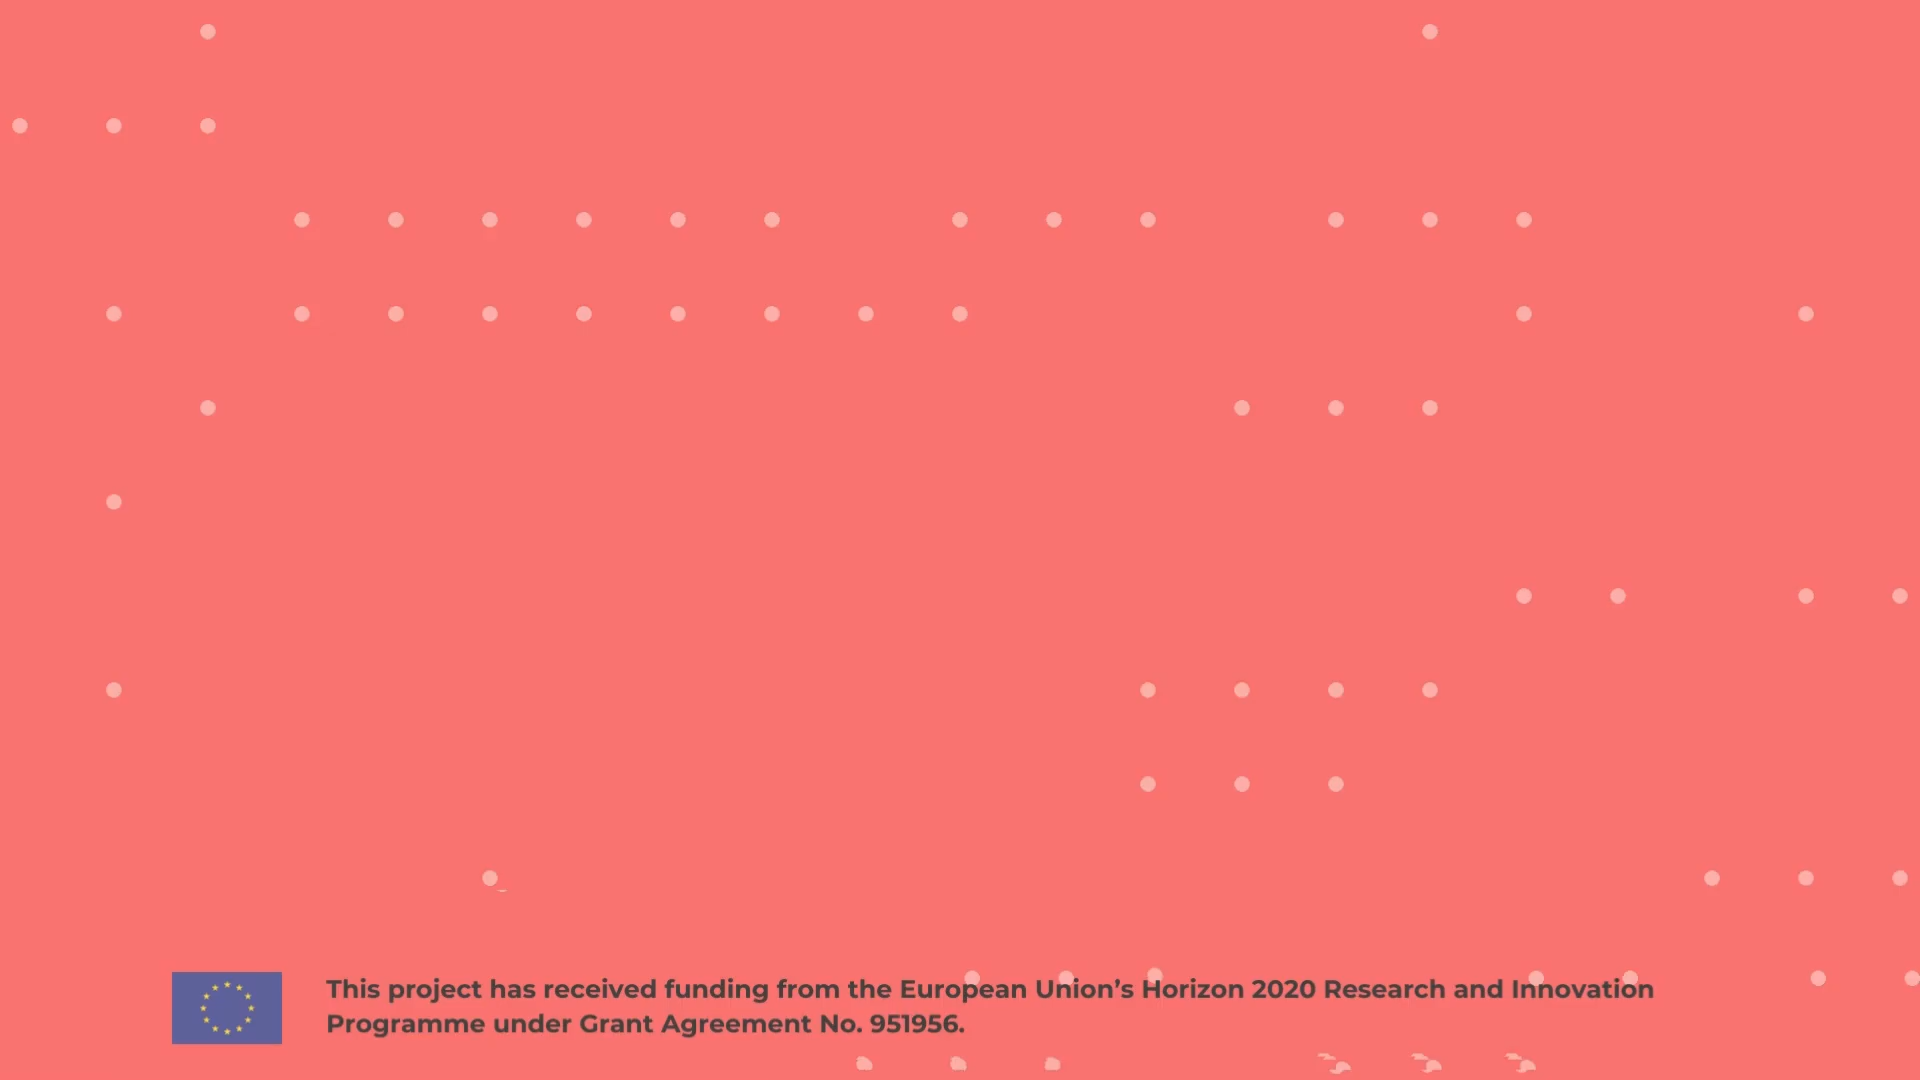 This project has received funding from the European Union’s Horizon 2020 Research and Innovation
Programme under Grant Agreement No. 951956.